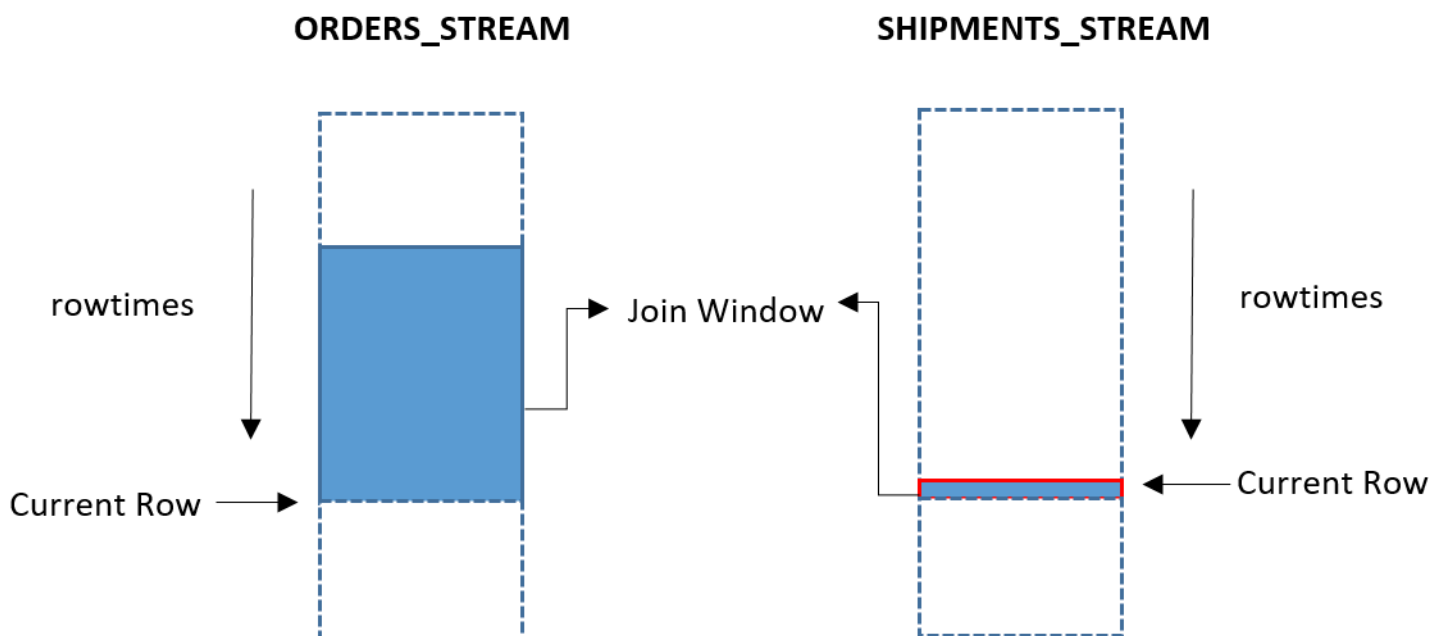 ORDERS_STREAM
SHIPMENTS_STREAM
rowtimes
Join Window
rowtimes
Current Row
Current Row